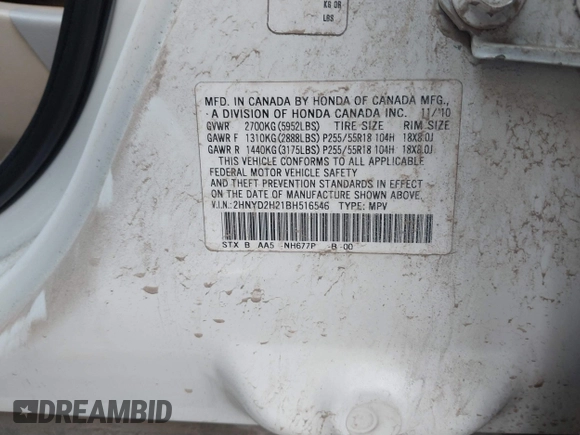 KG OR
LBS
MFD. IN CANADA BY HONDA OF CANADA MFG.,
A DIVISION OF HONDA CANADA INC. 11/'10
GVWR 2700KG(5952LBS) TIRE SIZE RIM SIZE
GAWR F 1310KG(2888LBS) P255/55R18 104H 18X8.0J
GAWR R 1440KG(3175LBS) P255/55R18 104H 18X8.0J
THIS VEHICLE CONFORMS TO ALL APPLICABLE
FEDERAL MOTOR VEHICLE SAFETY
AND THEFT PREVENTION STANDARDS IN EFFECT
ON THE DATE OF MANUFACTURE SHOWN ABOVE.
V.I.N.:2HNYD2H21BH516546 TYPE: MPV
STX B AA5 -NH677P -B-00
DREAMBID